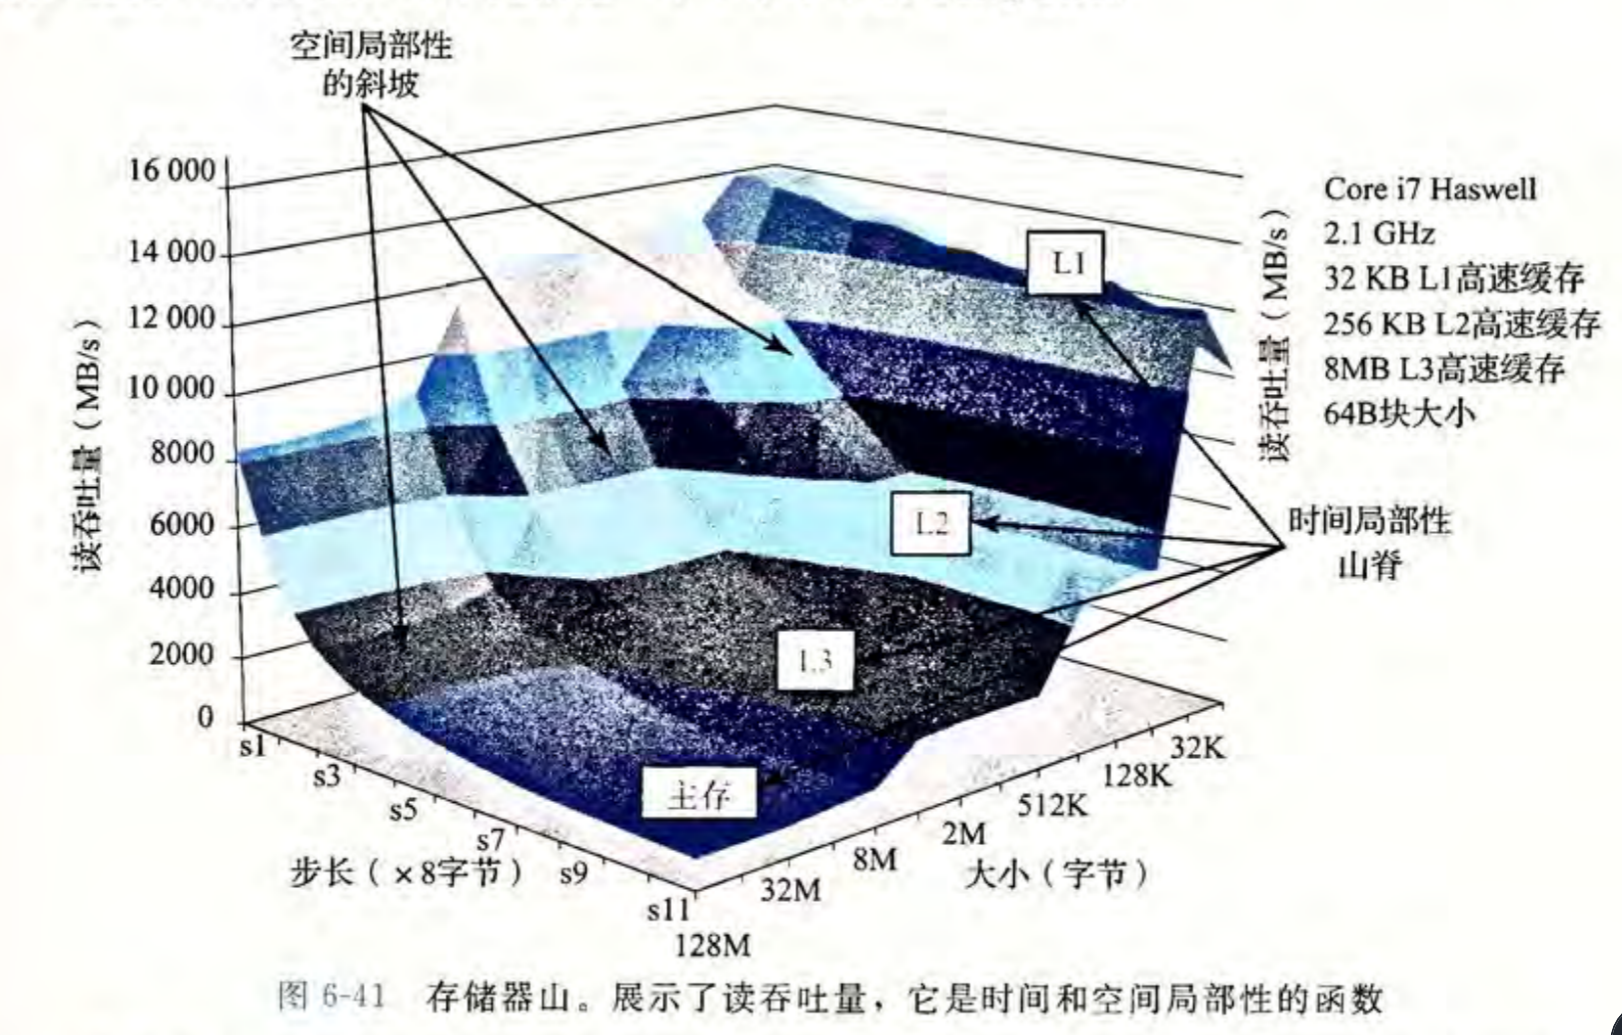 空间局部性
的斜坡
16 000
14 000
12 000
10 000
8000
6000
4000
2000
0
读吞吐量（MB/s）
L1
L2
L3
主存
读吞吐量（MB/s）
Core i7 Haswell
2.1 GHz
32 KB L1高速缓存
256 KB L2高速缓存
8MB L3高速缓存
64B块大小
时间局部性
山脊
s1
s3
s5
s7
s9
s11
步长（×8字节）
128M
32M
8M
2M
512K
128K
32K
大小（字节）
图 6-41 存储器山。展示了读吞吐量，它是时间和空间局部性的函数